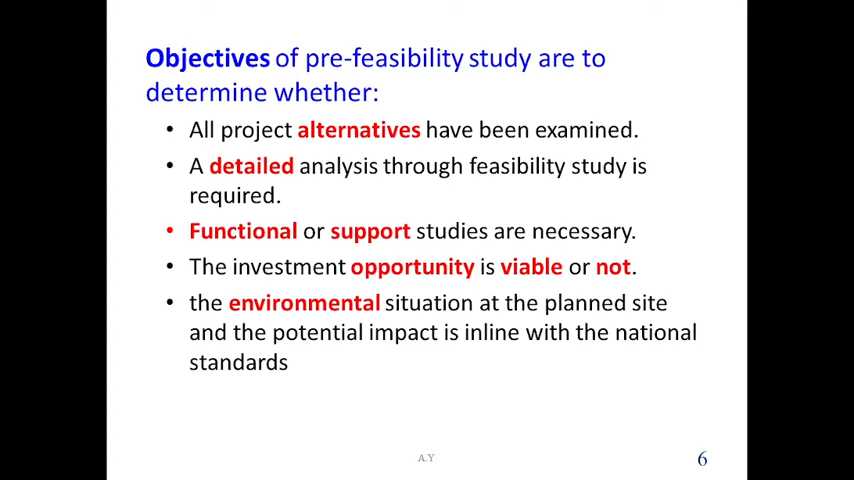 Objectives of pre-feasibility study are to
determine whether:
• All project alternatives have been examined.
• A detailed analysis through feasibility study is
required.
• Functional or support studies are necessary.
• The investment opportunity is viable or not.
• the environmental situation at the planned site
and the potential impact is inline with the national
standards
A.Y
6